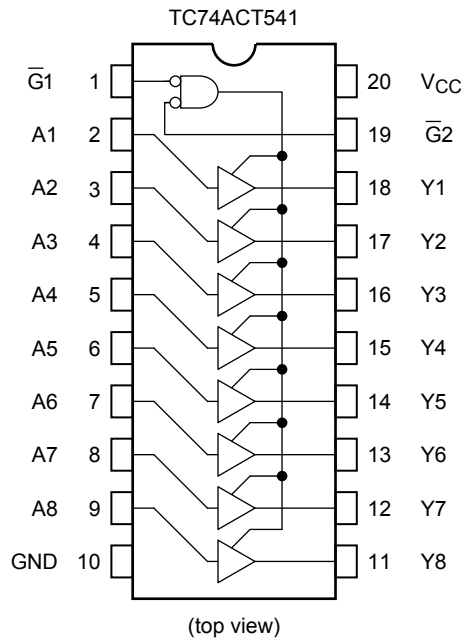 TC74ACT541
G̅1 1 20 VCC
A1 2 19 G̅2
A2 3 18 Y1
A3 4 17 Y2
A4 5 16 Y3
A5 6 15 Y4
A6 7 14 Y5
A7 8 13 Y6
A8 9 12 Y7
GND 10 11 Y8
(top view)